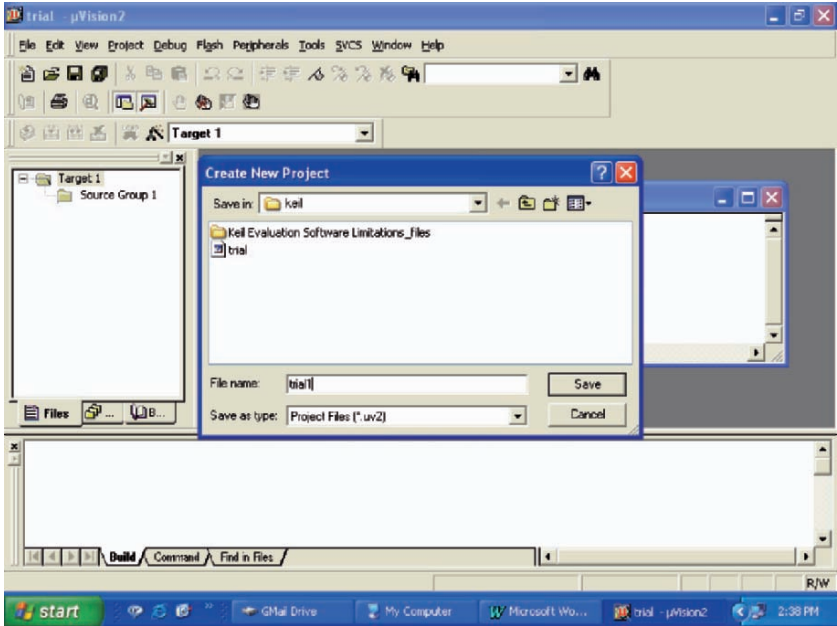 trial - µVision2
File Edit View Project Debug Flash Peripherals Tools SVCS Window Help
Target 1
Target 1
Source Group 1
Create New Project
Save in: keil
Keil Evaluation Software Limitations_files
trial
File name: trial1
Save
Save as type: Project Files (*.uv2)
Cancel
Files ... B...
Build Command Find in Files
R/W
start
GMail Drive
My Computer
Microsoft Wo...
trial - µVision2
2:38 PM